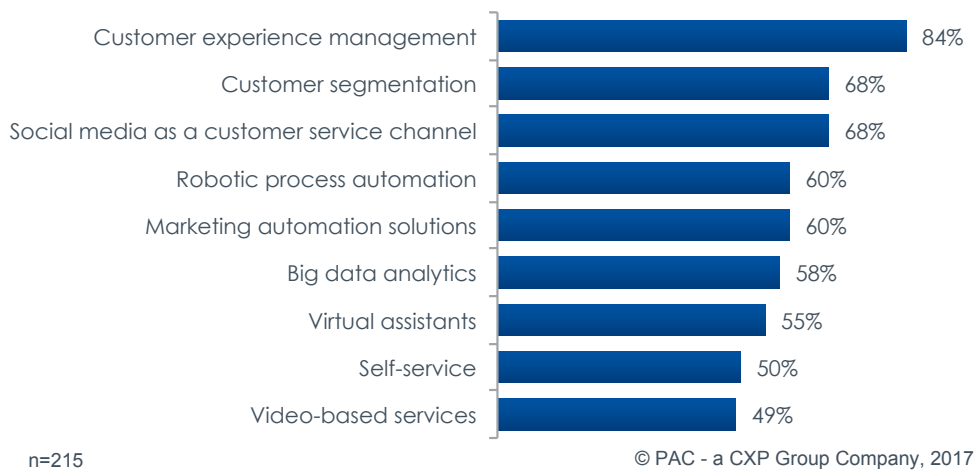 Customer experience management 84%
Customer segmentation 68%
Social media as a customer service channel 68%
Robotic process automation 60%
Marketing automation solutions 60%
Big data analytics 58%
Virtual assistants 55%
Self-service 50%
Video-based services 49%
n=215 © PAC - a CXP Group Company, 2017